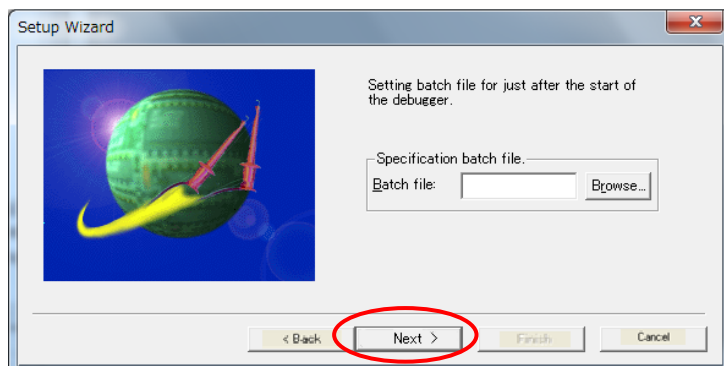 Setup Wizard
Setting batch file for just after the start of
the debugger.
Specification batch file.
Batch file:
Browse...
< Back
Next >
Finish
Cancel